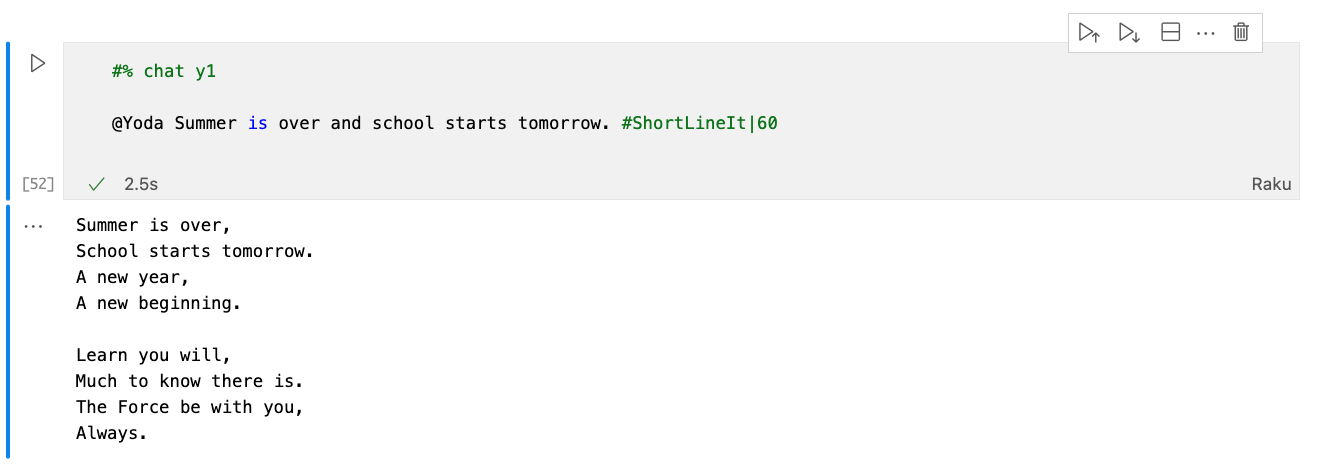 #% chat y1
@Yoda Summer is over and school starts tomorrow. #ShortLineIt|60
[52] 2.5s Raku
Summer is over,
School starts tomorrow.
A new year,
A new beginning.
Learn you will,
Much to know there is.
The Force be with you,
Always.